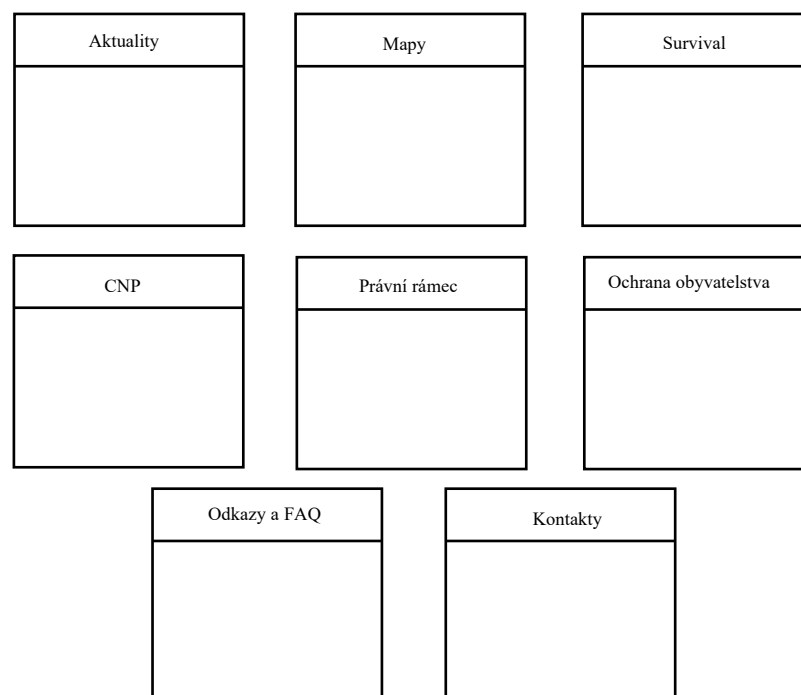 Aktuality
Mapy
Survival
CNP
Právní rámec
Ochrana obyvatelstva
Odkazy a FAQ
Kontakty